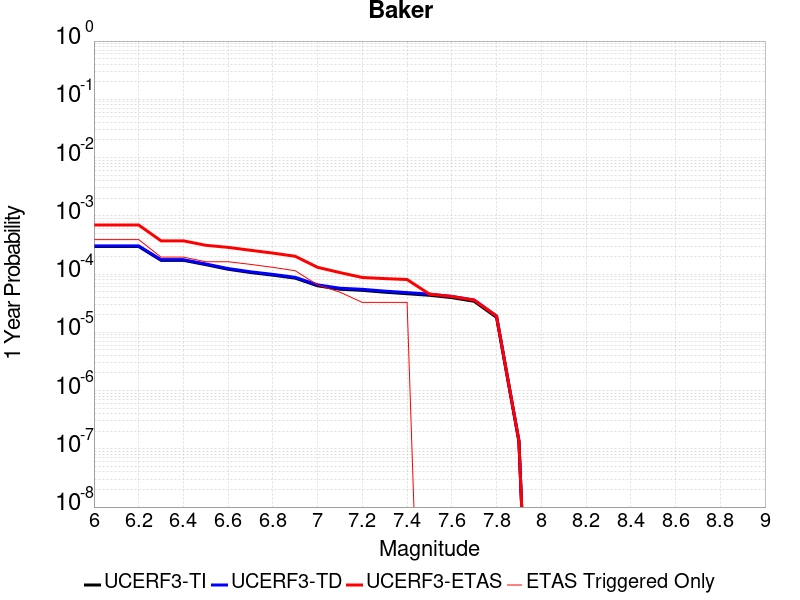 Baker
1 Year Probability
10^0
10^-1
10^-2
10^-3
10^-4
10^-5
10^-6
10^-7
10^-8
6 6.2 6.4 6.6 6.8 7 7.2 7.4 7.6 7.8 8 8.2 8.4 8.6 8.8 9
Magnitude
UCERF3-TI UCERF3-TD UCERF3-ETAS ETAS Triggered Only